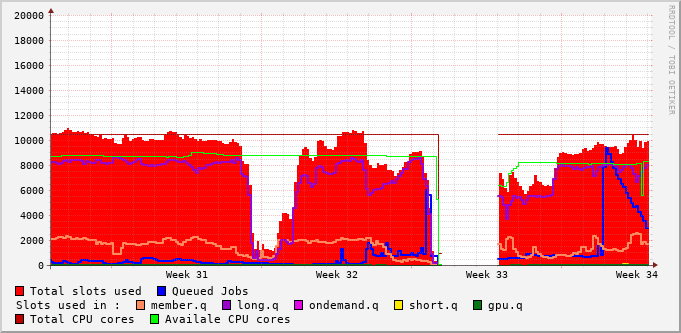 20000
18000
16000
14000
12000
10000
8000
6000
4000
2000
0
Week 31 Week 32 Week 33 Week 34
Total slots used Queued Jobs
Slots used in : member.q long.q ondemand.q short.q gpu.q
Total CPU cores Availale CPU cores
RRDTOOL / TOBI OETIKER